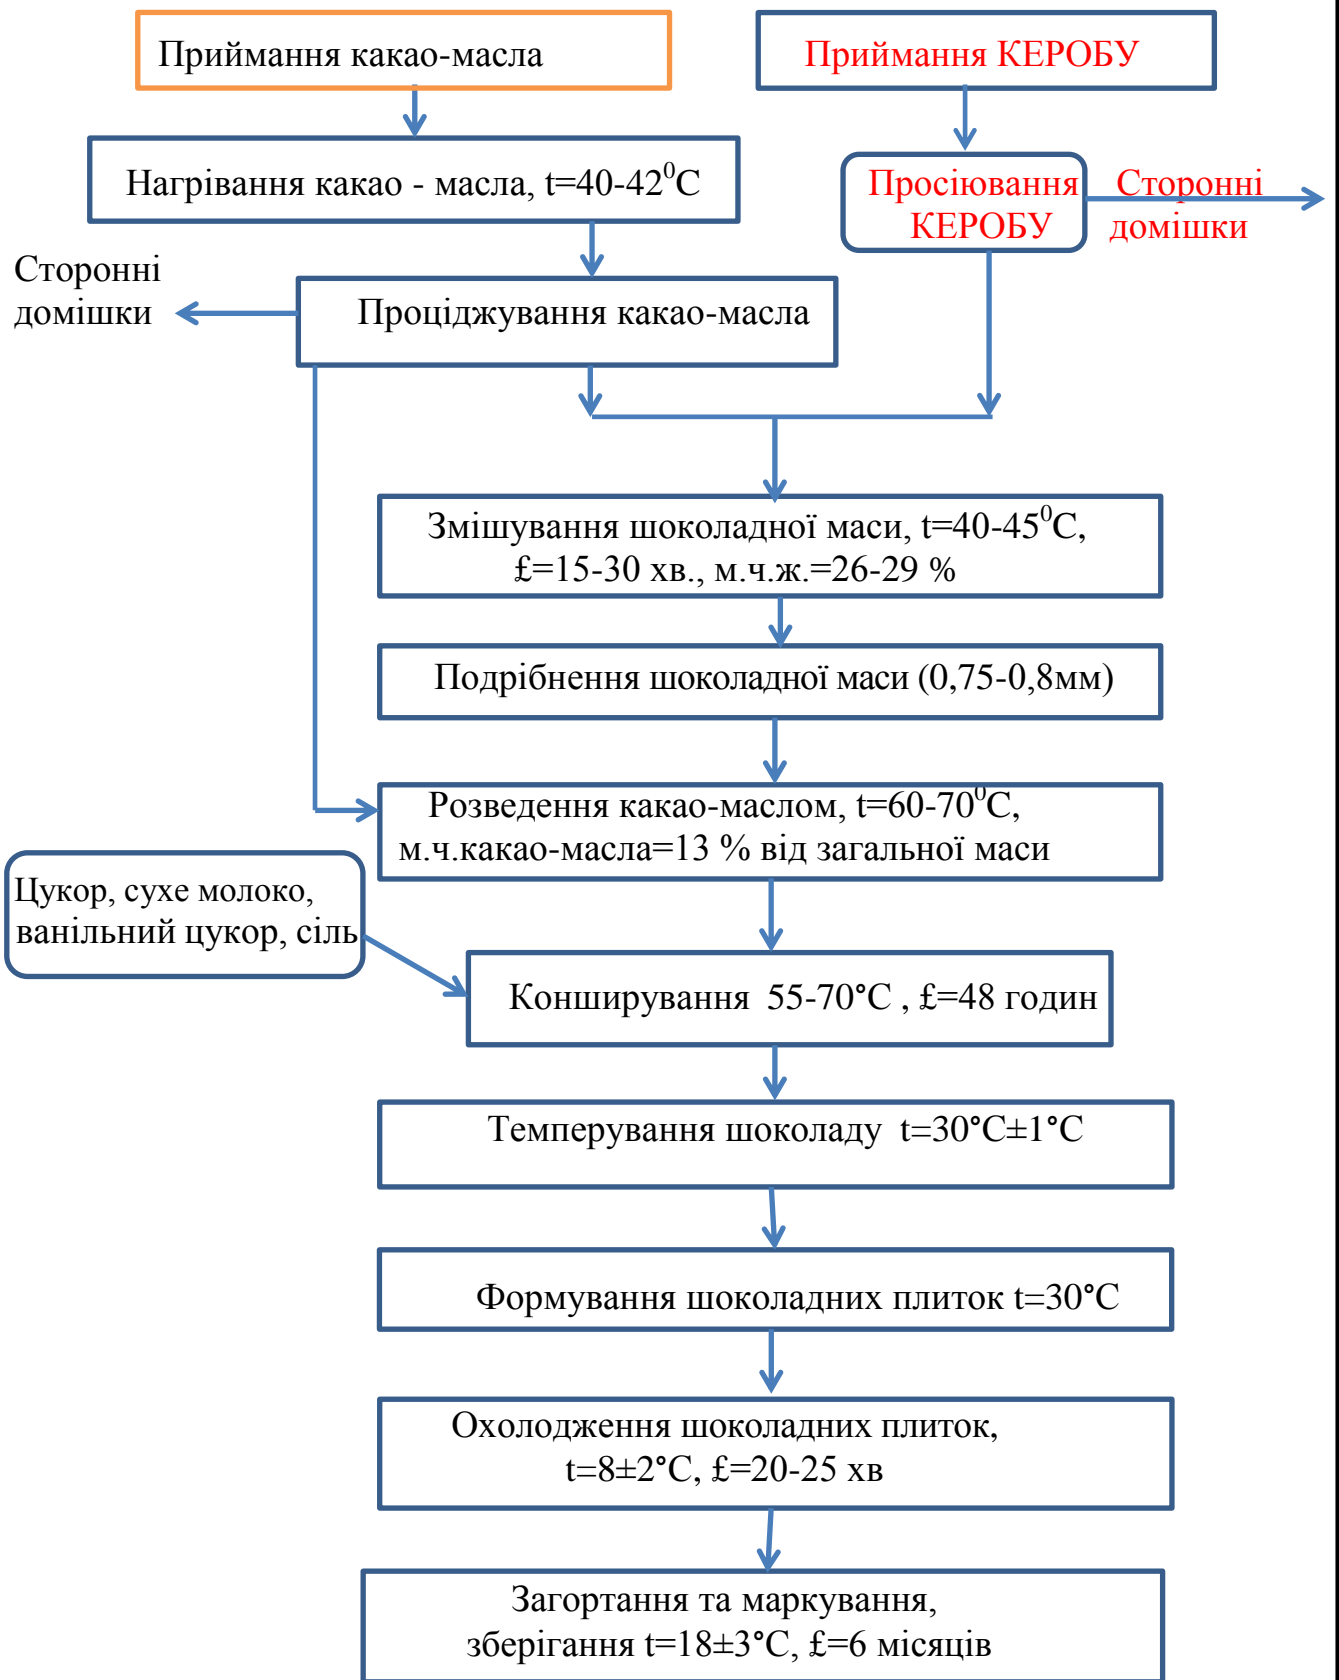 Приймання какао-масла
Приймання КЕРОБУ
Нагрівання какао - масла, t=40-42⁰С
Просіювання
КЕРОБУ
Сторонні
домішки
Сторонні
домішки
Проціджування какао-масла
Змішування шоколадної маси, t=40-45⁰С,
£=15-30 хв., м.ч.ж.=26-29 %
Подрібнення шоколадної маси (0,75-0,8мм)
Розведення какао-маслом, t=60-70⁰С,
м.ч.какао-масла=13 % від загальної маси
Цукор, сухе молоко,
ванільний цукор, сіль
Конширування 55-70°С , £=48 годин
Темперування шоколаду t=30°С±1°С
Формування шоколадних плиток t=30°С
Охолодження шоколадних плиток,
t=8±2°С, £=20-25 хв
Загортання та маркування,
зберігання t=18±3°С, £=6 місяців